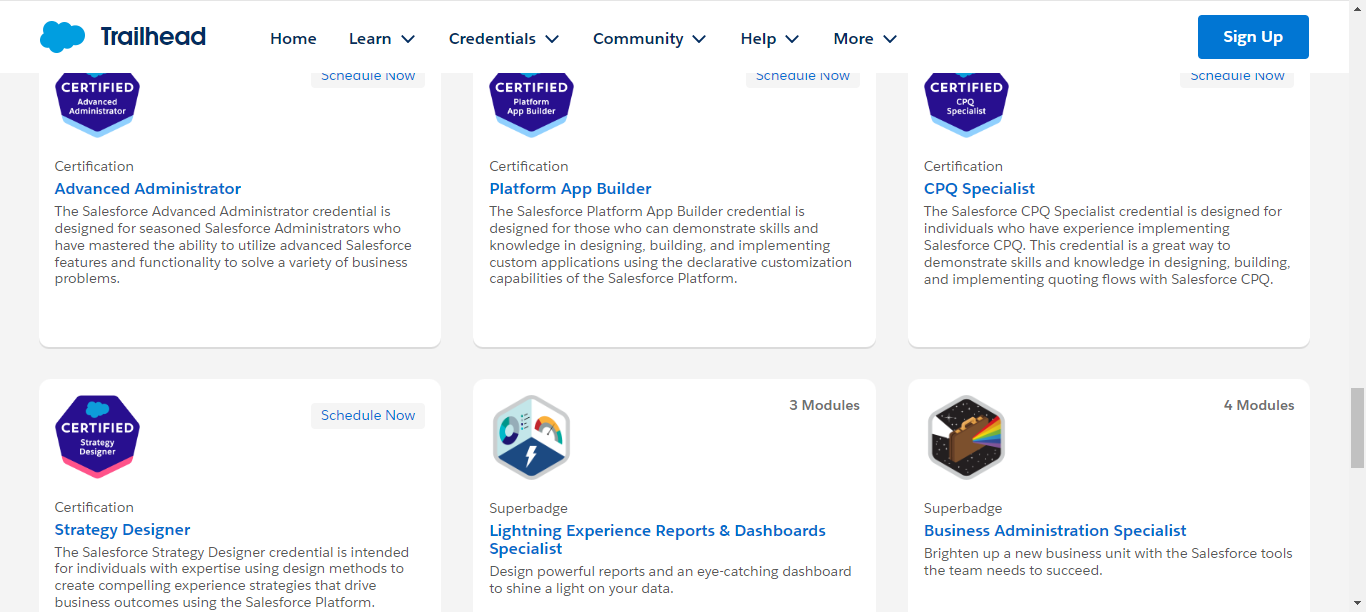 Trailhead
Home Learn Credentials Community Help More
Sign Up
CERTIFIED
Advanced
Administrator
Schedule Now
Certification
Advanced Administrator
The Salesforce Advanced Administrator credential is
designed for seasoned Salesforce Administrators who
have mastered the ability to utilize advanced Salesforce
features and functionality to solve a variety of business
problems.
CERTIFIED
Platform
App Builder
Schedule Now
Certification
Platform App Builder
The Salesforce Platform App Builder credential is
designed for those who can demonstrate skills and
knowledge in designing, building, and implementing
custom applications using the declarative customization
capabilities of the Salesforce Platform.
CERTIFIED
CPQ
Specialist
Schedule Now
Certification
CPQ Specialist
The Salesforce CPQ Specialist credential is designed for
individuals who have experience implementing
Salesforce CPQ. This credential is a great way to
demonstrate skills and knowledge in designing, building,
and implementing quoting flows with Salesforce CPQ.
CERTIFIED
Strategy
Designer
Schedule Now
Certification
Strategy Designer
The Salesforce Strategy Designer credential is intended
for individuals with expertise using design methods to
create compelling experience strategies that drive
business outcomes using the Salesforce Platform.
3 Modules
Superbadge
Lightning Experience Reports & Dashboards
Specialist
Design powerful reports and an eye-catching dashboard
to shine a light on your data.
4 Modules
Superbadge
Business Administration Specialist
Brighten up a new business unit with the Salesforce tools
the team needs to succeed.